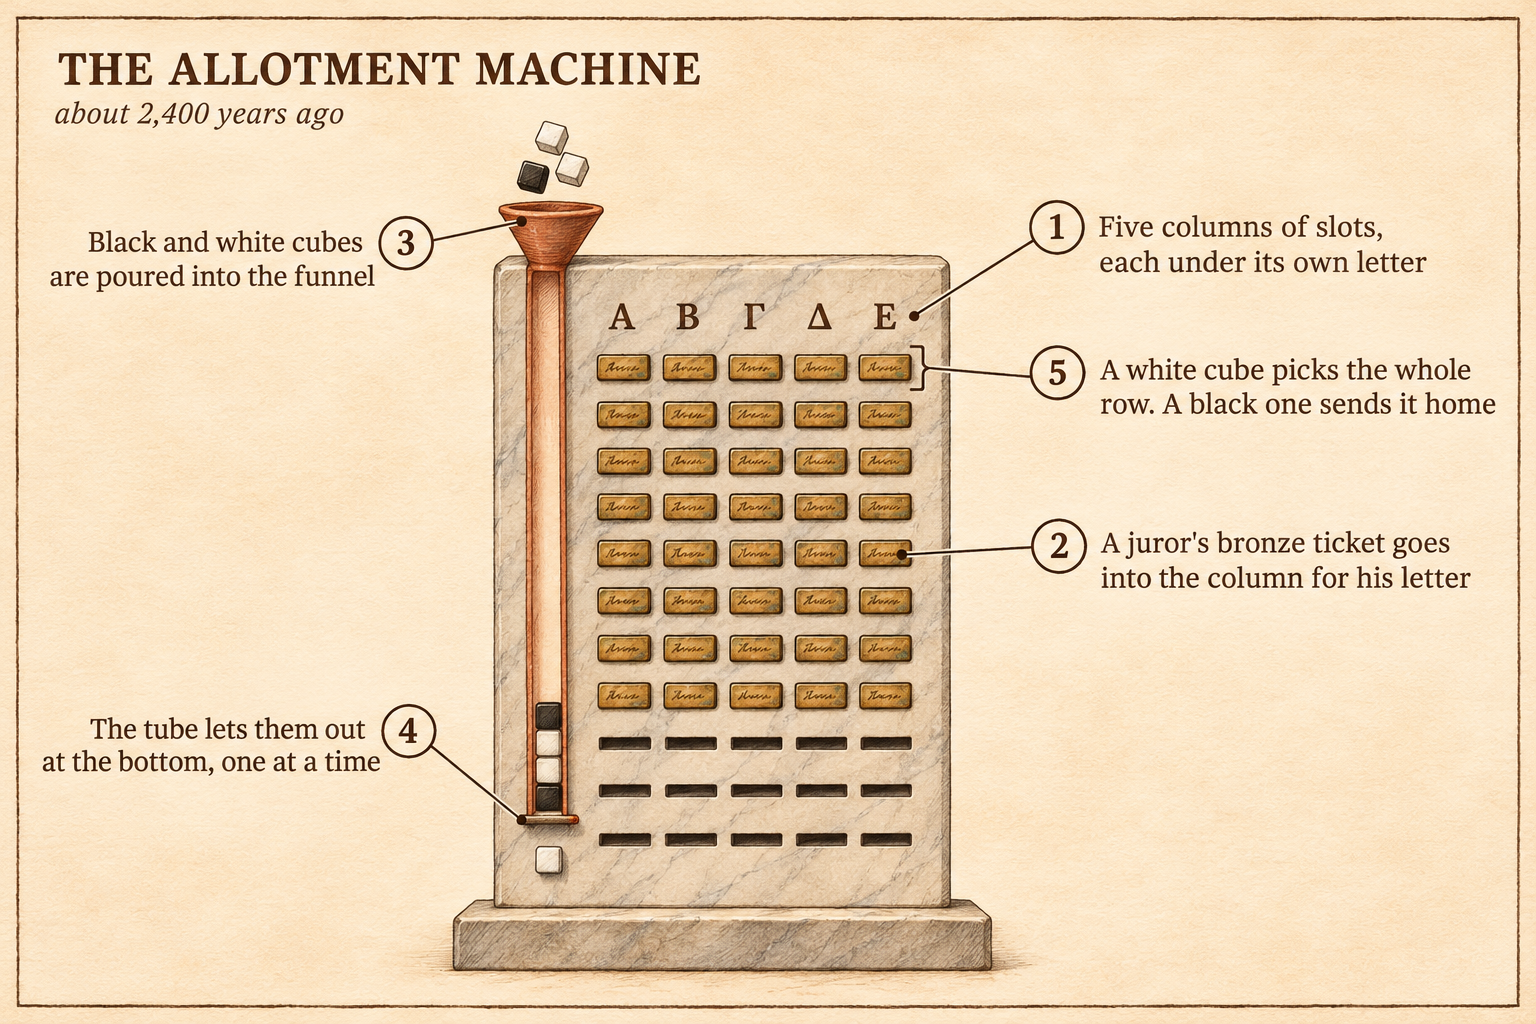 THE ALLOTMENT MACHINE
about 2,400 years ago
3
Black and white cubes
are poured into the funnel
1
Five columns of slots,
each under its own letter
Α Β Γ Δ Ε
5
A white cube picks the whole
row. A black one sends it home
2
A juror's bronze ticket goes
into the column for his letter
4
The tube lets them out
at the bottom, one at a time